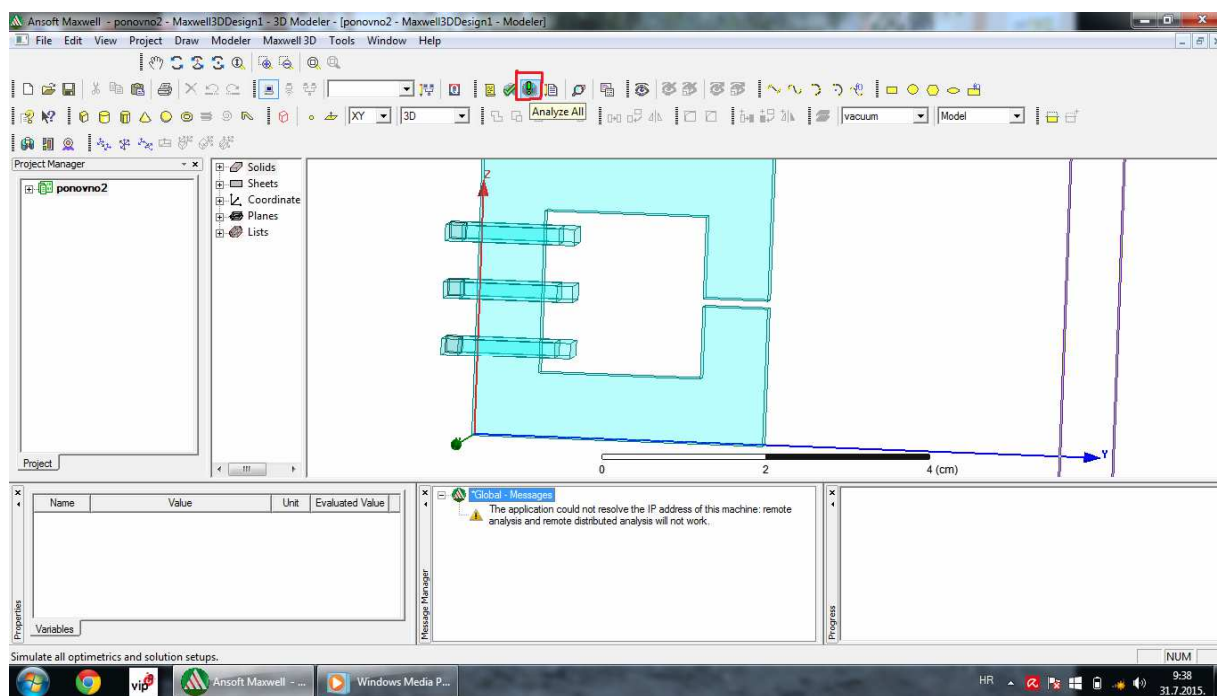 Ansoft Maxwell - ponovno2 - Maxwell3DDesign1 - 3D Modeler - [ponovno2 - Maxwell3DDesign1 - Modeler]
File Edit View Project Draw Modeler Maxwell 3D Tools Window Help
Analyze All
XY
3D
vacuum
Model
Project Manager
ponovno2
Project
Solids
Sheets
Coordinate
Planes
Lists
Z
Y
0 2 4 (cm)
Name Value Unit Evaluated Value
Variables
Properties
*Global - Messages
The application could not resolve the IP address of this machine: remote
analysis and remote distributed analysis will not work.
Message Manager
Progress
Simulate all optimetrics and solution setups.
NUM
vip
Ansoft Maxwell - ...
Windows Media P...
HR
9:38
31.7.2015.